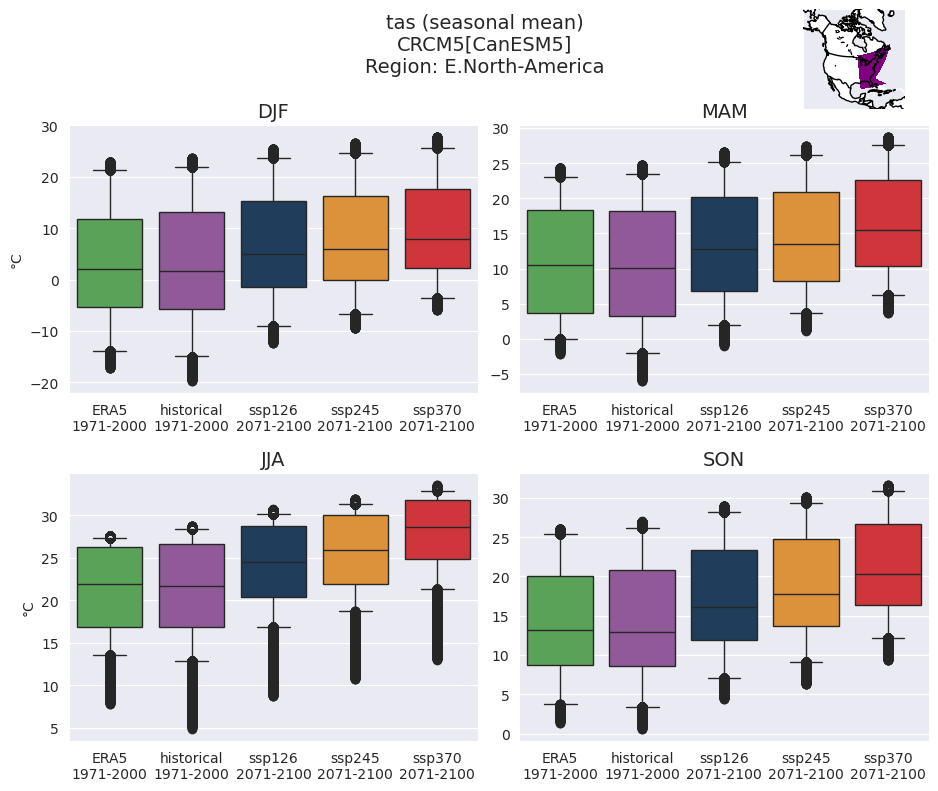 tas (seasonal mean)
CRCM5[CanESM5]
Region: E.North-America
DJF
°C
30
20
10
0
−10
−20
ERA5 historical ssp126 ssp245 ssp370
1971-2000 1971-2000 2071-2100 2071-2100 2071-2100
MAM
30
25
20
15
10
5
0
−5
ERA5 historical ssp126 ssp245 ssp370
1971-2000 1971-2000 2071-2100 2071-2100 2071-2100
JJA
°C
30
25
20
15
10
5
ERA5 historical ssp126 ssp245 ssp370
1971-2000 1971-2000 2071-2100 2071-2100 2071-2100
SON
30
25
20
15
10
5
0
ERA5 historical ssp126 ssp245 ssp370
1971-2000 1971-2000 2071-2100 2071-2100 2071-2100